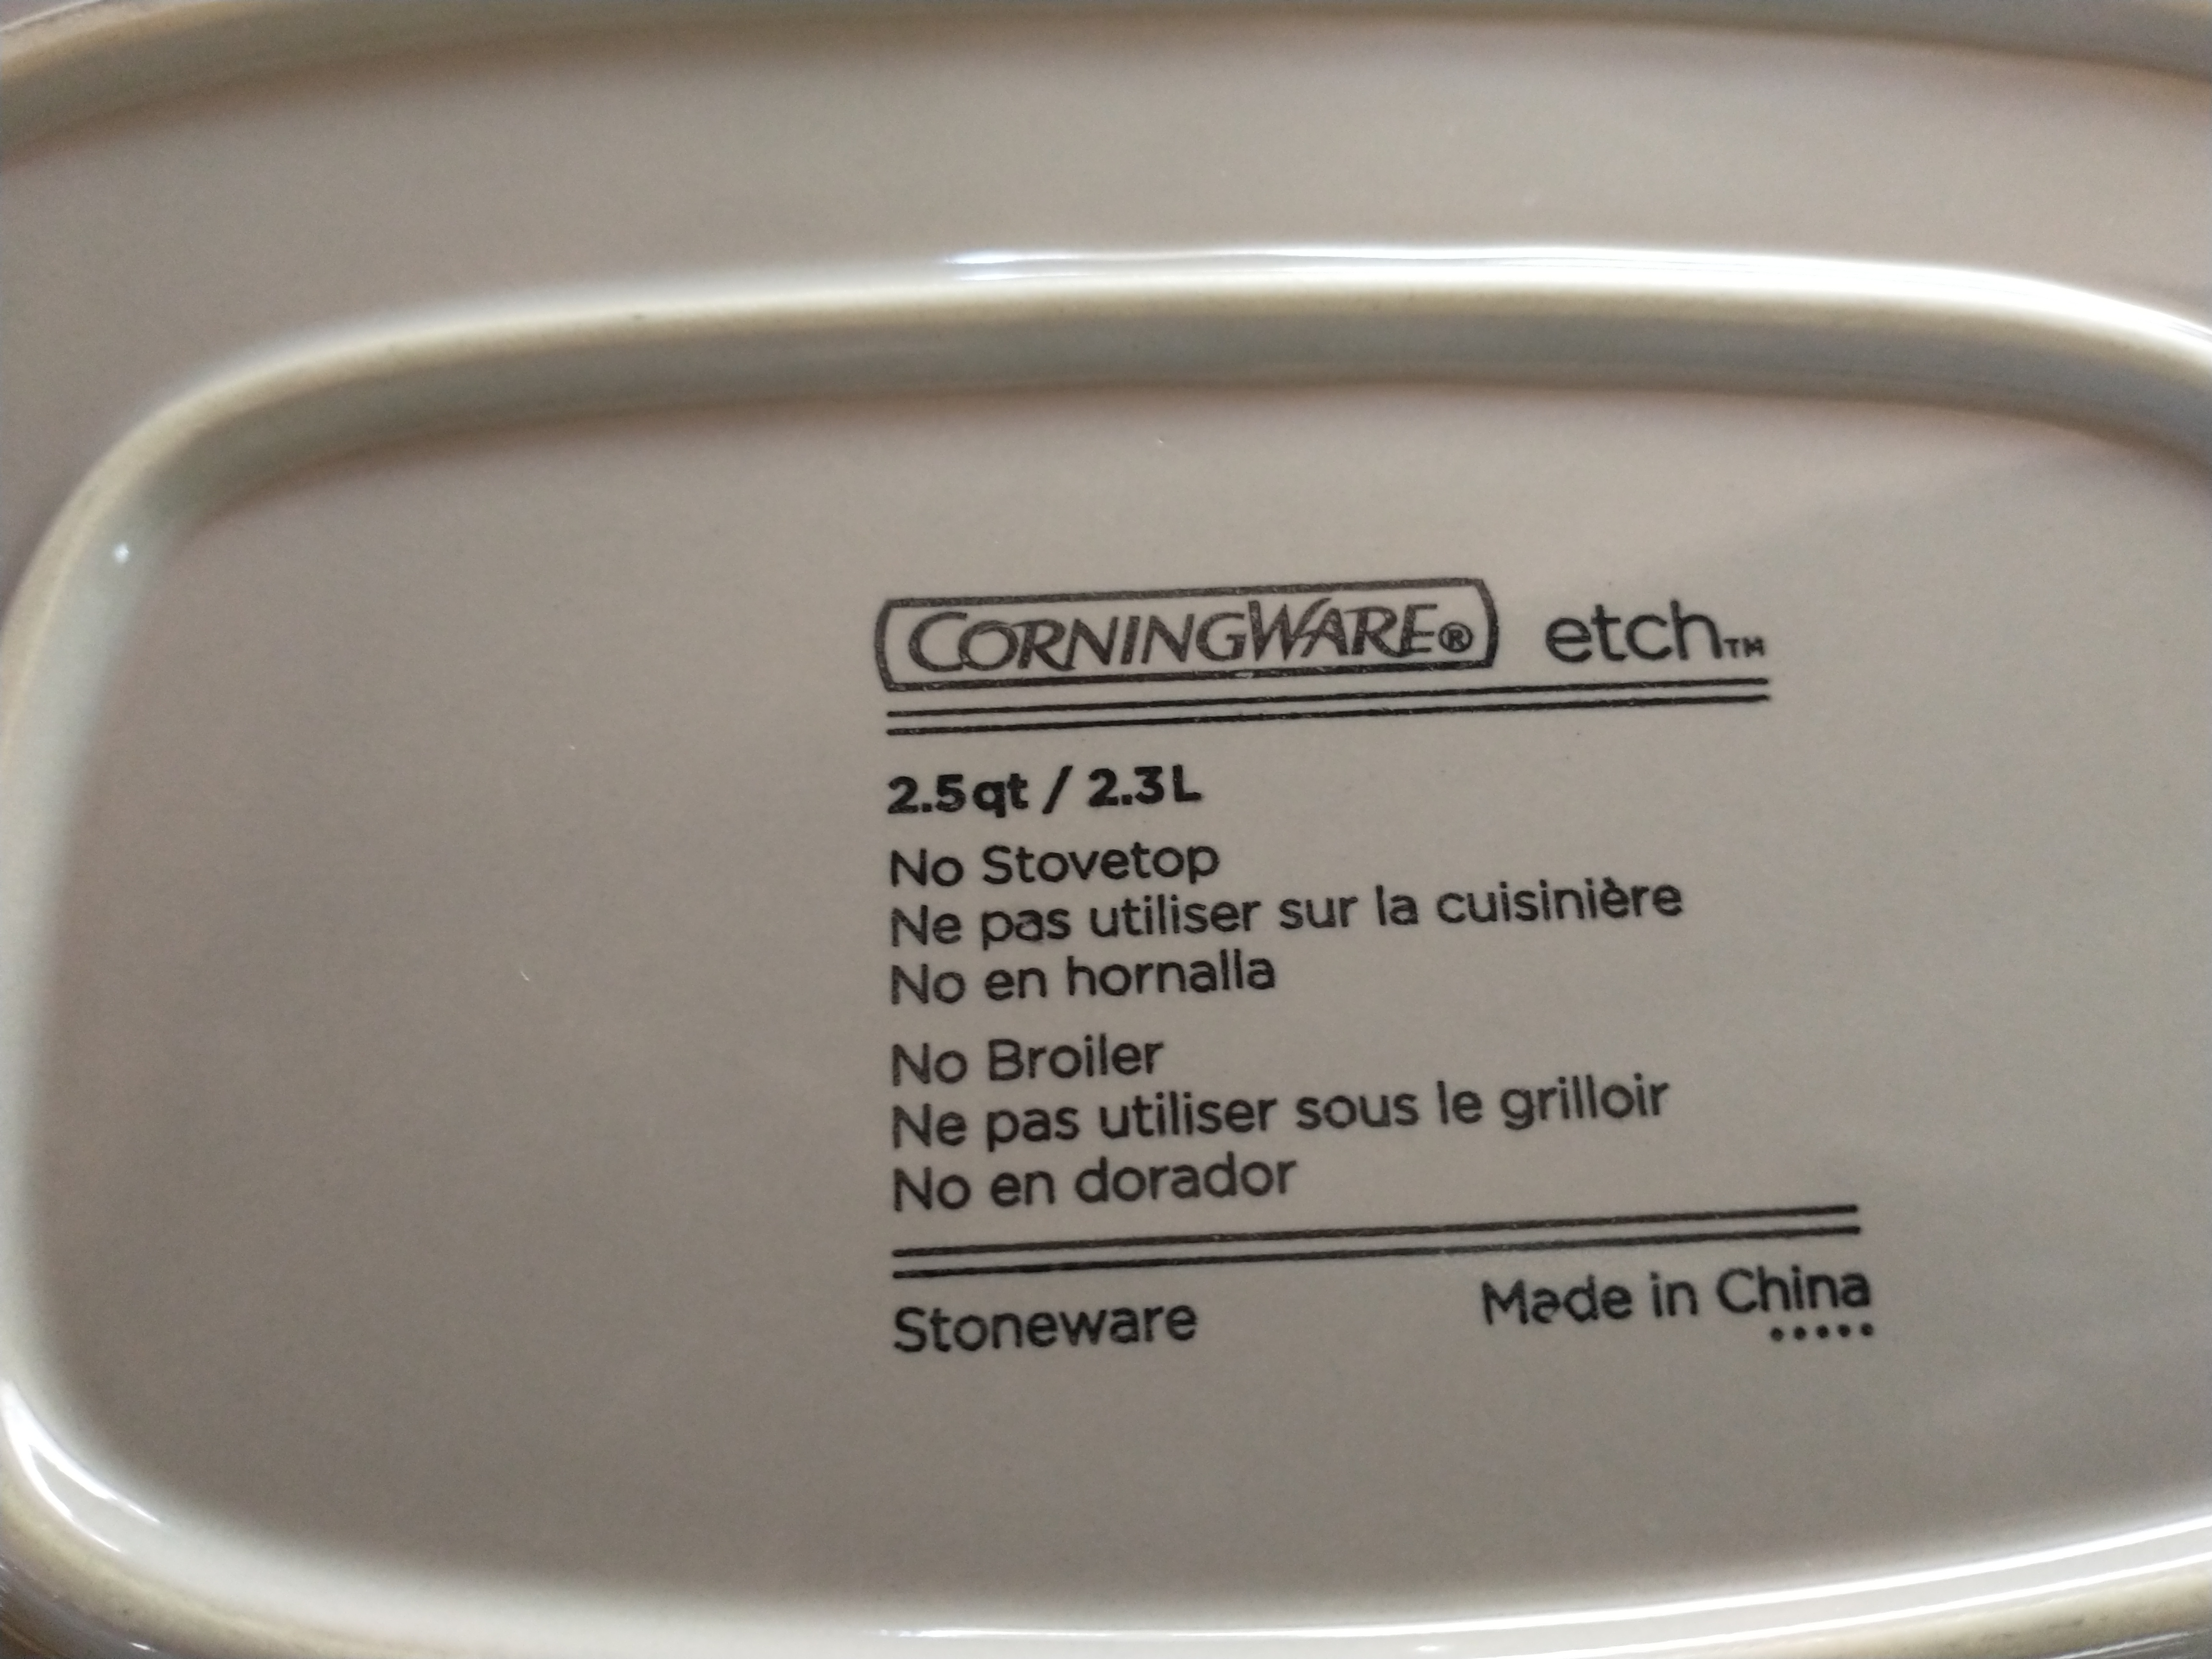 CORNINGWARE® etch™
2.5qt / 2.3L
No Stovetop
Ne pas utiliser sur la cuisinière
No en hornalla
No Broiler
Ne pas utiliser sous le grilloir
No en dorador
Stoneware Made in China